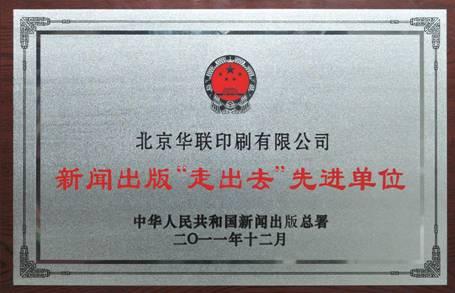 北京华联印刷有限公司
新闻出版“走出去”先进单位
中华人民共和国新闻出版总署
二〇一一年十二月